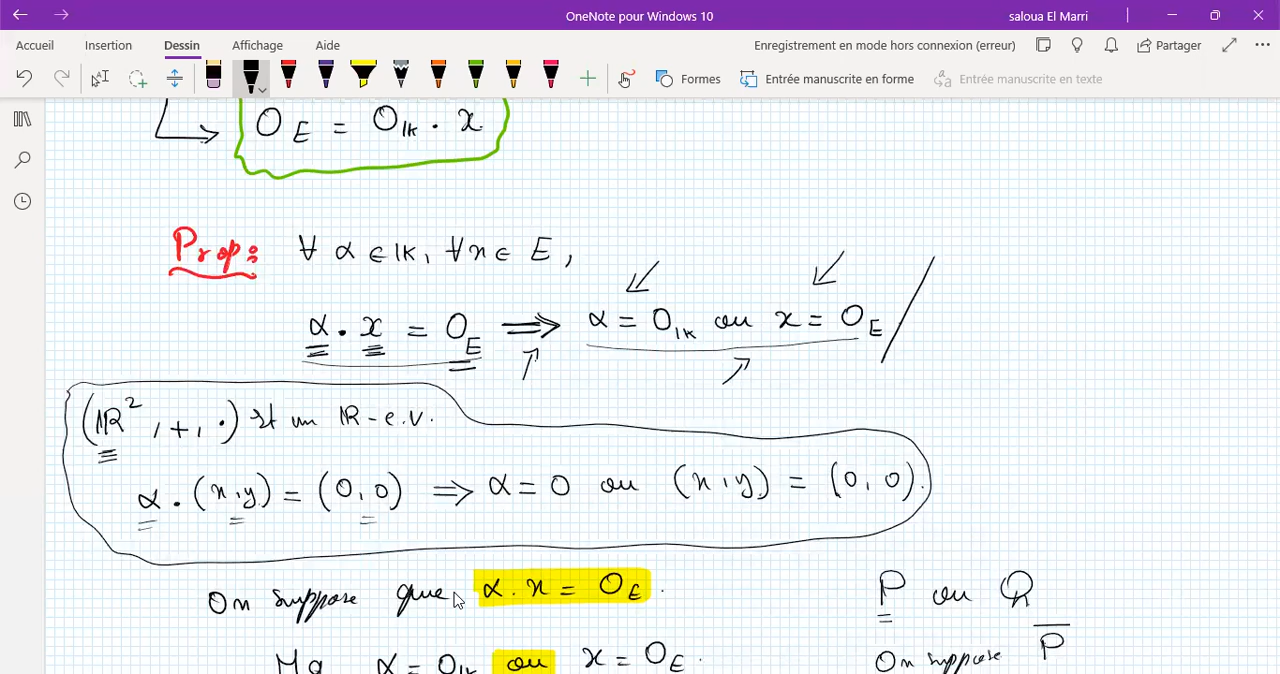 OneNote pour Windows 10
saloua El Marri
Accueil Insertion Dessin Affichage Aide
Enregistrement en mode hors connexion (erreur)
Partager
Formes
Entrée manuscrite en forme
Entrée manuscrite en texte
0_E = 0_𝕂 · x
Prop: ∀ α ∈ 𝕂, ∀ x ∈ E,
α · x = 0_E ⟹ α = 0_𝕂 ou x = 0_E
(ℝ², +, ·) est un ℝ-e.v.
α · (x, y) = (0, 0) ⟹ α = 0 ou (x, y) = (0, 0).
On suppose que α · x = 0_E.
Mq α = 0_𝕂 ou x = 0_E.
P ou Q
On suppose P̅